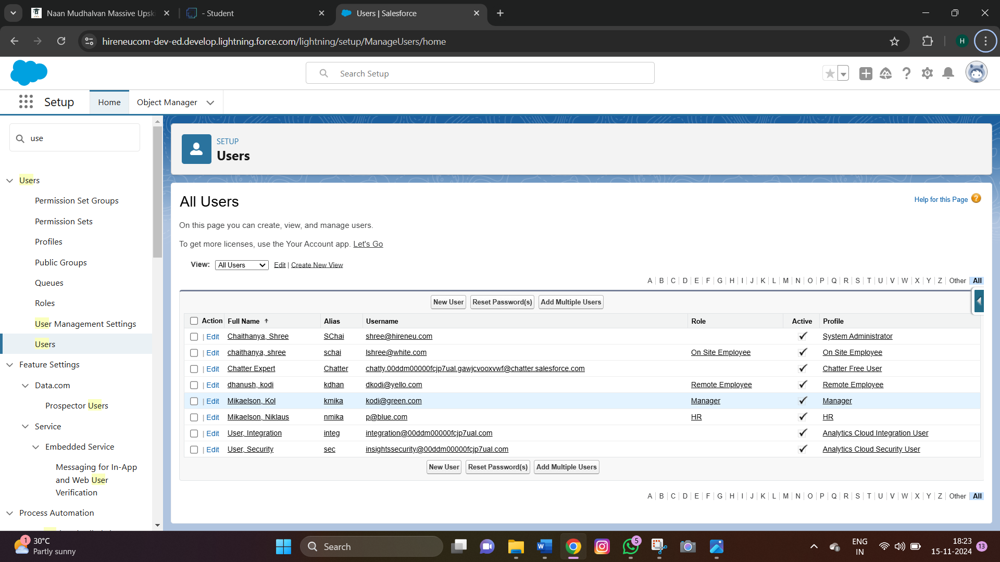 Naan Mudhalvan Massive Upsk
- Student
Users | Salesforce
hireneucom-dev-ed.develop.lightning.force.com/lightning/setup/ManageUsers/home
H
Search Setup
Setup
Home
Object Manager
use
Users
Permission Set Groups
Permission Sets
Profiles
Public Groups
Queues
Roles
User Management Settings
Users
Feature Settings
Data.com
Prospector Users
Service
Embedded Service
Messaging for In-App
and Web User
Verification
Process Automation
SETUP
Users
All Users
Help for this Page ?
On this page you can create, view, and manage users.
To get more licenses, use the Your Account app. Let's Go
View: All Users Edit | Create New View
A | B | C | D | E | F | G | H | I | J | K | L | M | N | O | P | Q | R | S | T | U | V | W | X | Y | Z | Other | All
New User Reset Password(s) Add Multiple Users
Action Full Name ↑ Alias Username Role Active Profile
| Edit Chaithanya, Shree SChai shree@hireneu.com System Administrator
| Edit chaithanya, shree schai lshree@white.com On Site Employee On Site Employee
| Edit Chatter Expert Chatter chatty.00ddm00000fcjp7ual.gawjcvooxvwf@chatter.salesforce.com Chatter Free User
| Edit dhanush, kodi kdhan dkodi@yello.com Remote Employee Remote Employee
| Edit Mikaelson, Kol kmika kodi@green.com Manager Manager
| Edit Mikaelson, Niklaus nmika p@blue.com HR HR
| Edit User, Integration integ integration@00ddm00000fcjp7ual.com Analytics Cloud Integration User
| Edit User, Security sec insightssecurity@00ddm00000fcjp7ual.com Analytics Cloud Security User
New User Reset Password(s) Add Multiple Users
A | B | C | D | E | F | G | H | I | J | K | L | M | N | O | P | Q | R | S | T | U | V | W | X | Y | Z | Other | All
1
30°C
Partly sunny
Search
5
ENG
IN
18:23
15-11-2024
13